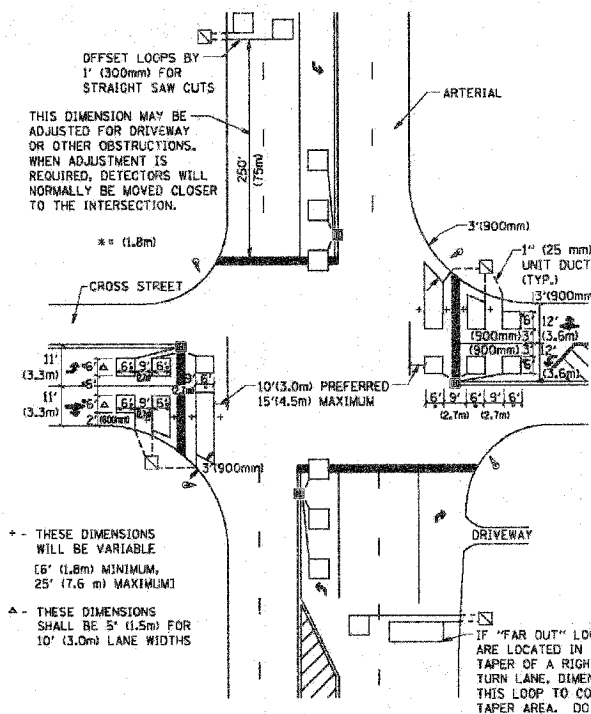 OFFSET LOOPS BY
1' (300mm) FOR
STRAIGHT SAW CUTS
THIS DIMENSION MAY BE
ADJUSTED FOR DRIVEWAY
OR OTHER OBSTRUCTIONS.
WHEN ADJUSTMENT IS
REQUIRED, DETECTORS WILL
NORMALLY BE MOVED CLOSER
TO THE INTERSECTION.
* = (1.8m)
250'
(75m)
ARTERIAL
3'(900mm)
1" (25 mm)
UNIT DUCT
(TYP.)
3'(900mm
CROSS STREET
6'
12'
(3.6m)
(900mm) 3'
(900mm) 3'
12'
6'
(3.6m)
11'
(3.3m)
6'
6' 9' 6'
11'
(3.3m)
6'
6' 9' 6'
2' (600mm)
9' 6'
10'(3.0m) PREFERRED
15'(4.5m) MAXIMUM
6' 9' 6' 9' 6'
(2.7m) (2.7m)
3'(900mm)
+ - THESE DIMENSIONS
WILL BE VARIABLE
[6' (1.8m) MINIMUM,
25' (7.6 m) MAXIMUM]
△ - THESE DIMENSIONS
SHALL BE 5' (1.5m) FOR
10' (3.0m) LANE WIDTHS
DRIVEWAY
IF "FAR OUT" LOO
ARE LOCATED IN
TAPER OF A RIGH
TURN LANE, DIMEN
THIS LOOP TO CO
TAPER AREA. DO